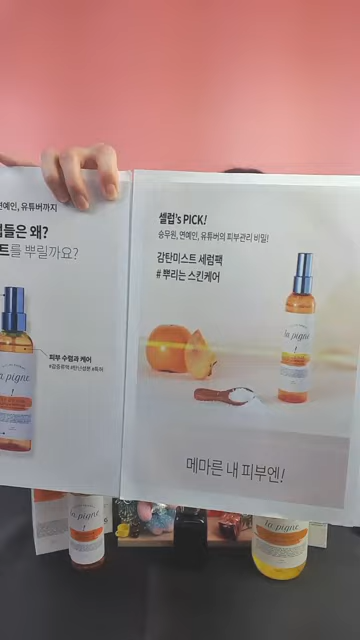 연예인, 유튜버까지
들은 왜?
트를 뿌릴까요?
la pigne
피부 수렴과 케어
셀럽's PICK!
승무원, 연예인, 유튜버의 피부관리 비밀!
감탄미스트 세럼팩
# 뿌리는 스킨케어
la pigne
메마른 내 피부엔!
la pigne
la pigne